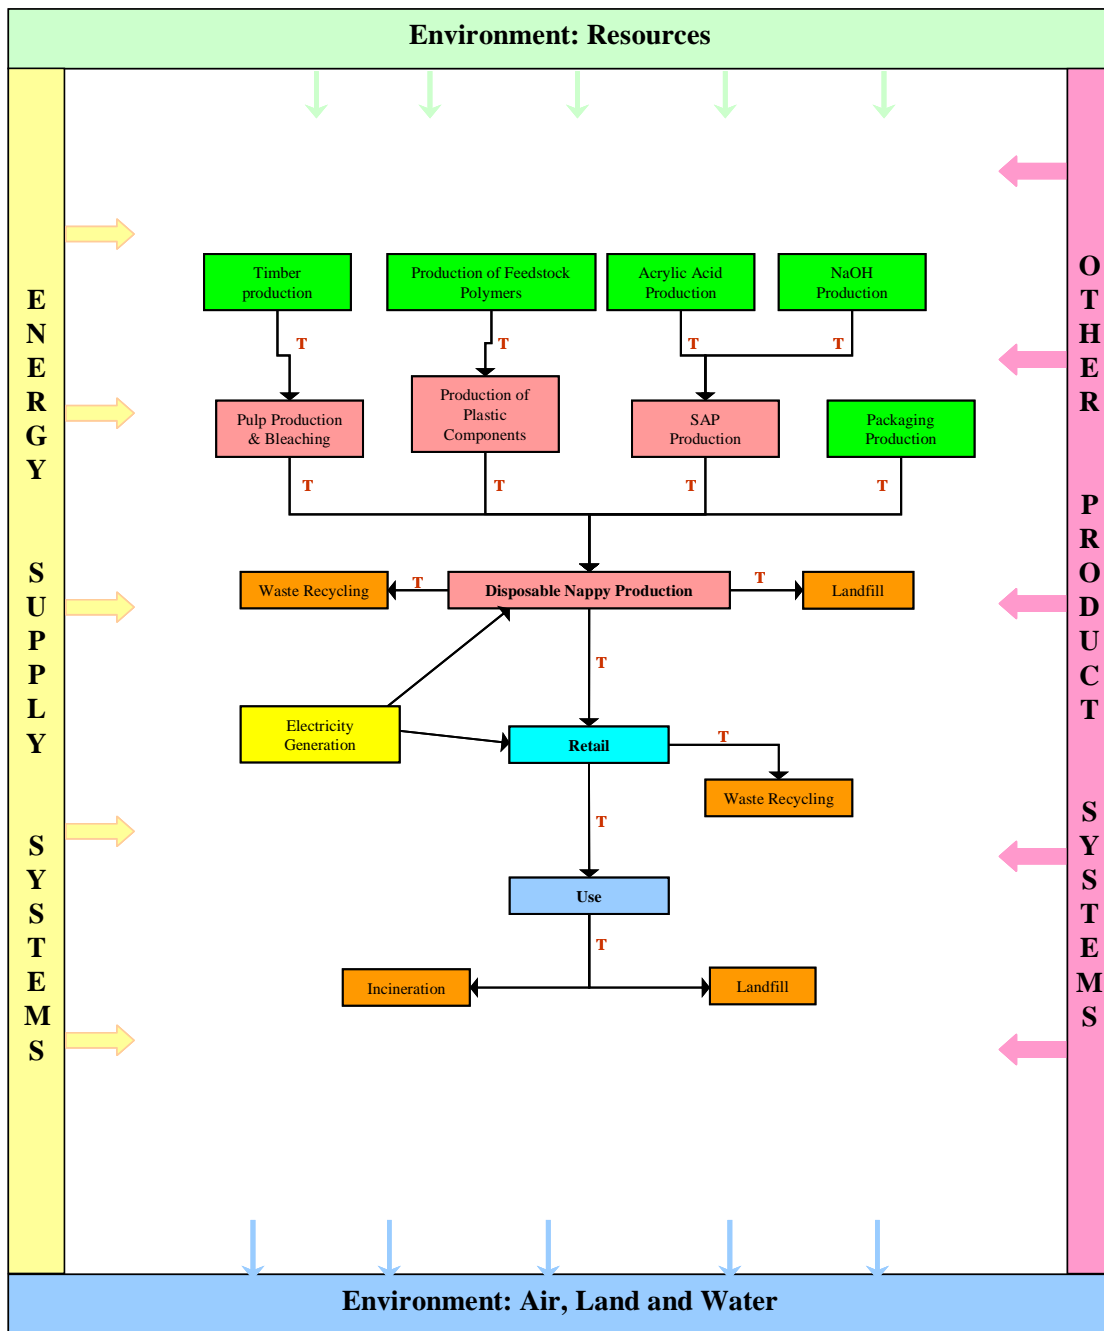 Environment: Resources
ENERGY SUPPLY SYSTEMS
OTHER PRODUCT SYSTEMS
Timber
production
Production of Feedstock
Polymers
Acrylic Acid
Production
NaOH
Production
T
T
T
T
Pulp Production
& Bleaching
Production of
Plastic
Components
SAP
Production
Packaging
Production
T
T
T
T
Waste Recycling
T
Disposable Nappy Production
T
Landfill
T
Electricity
Generation
Retail
T
Waste Recycling
T
Use
T
Incineration
Landfill
Environment: Air, Land and Water